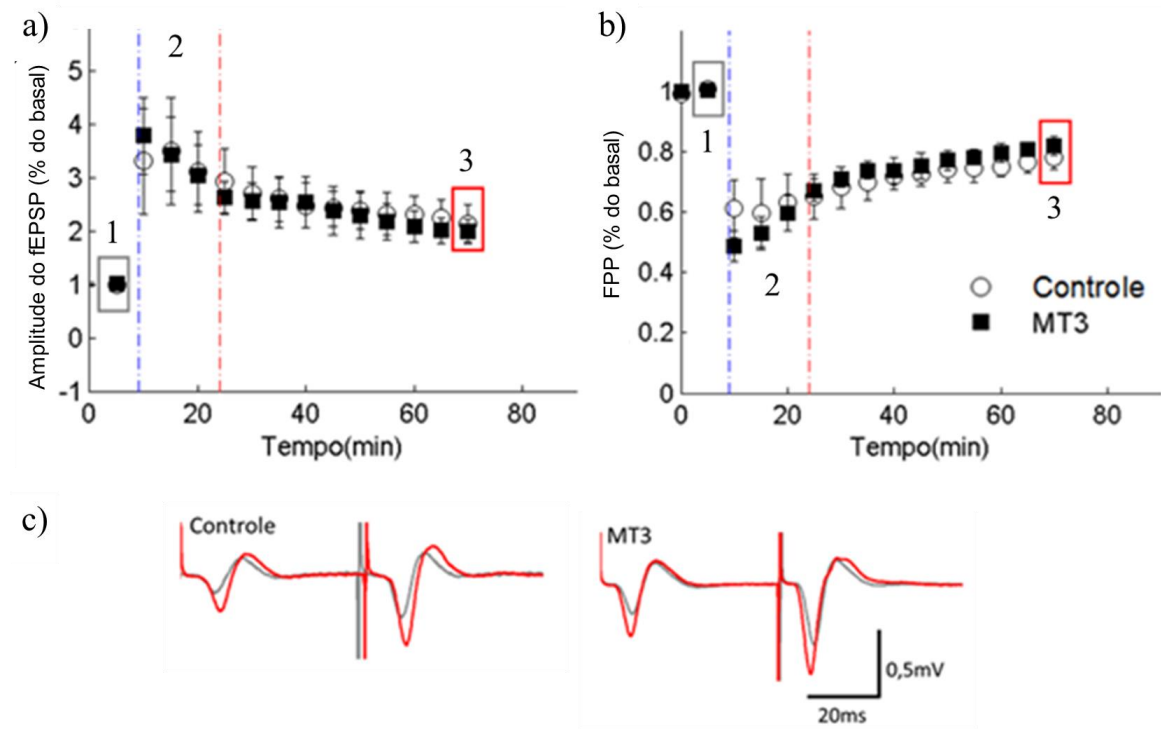 a)
Amplitude do fEPSP (% do basal)
5
4
3
2
1
0
-1
1
2
3
0
20
40
60
80
Tempo(min)
b)
FPP (% do basal)
1
0.8
0.6
0.4
0.2
0
1
2
3
Controle
MT3
0
20
40
60
80
Tempo(min)
c)
Controle
MT3
0,5mV
20ms